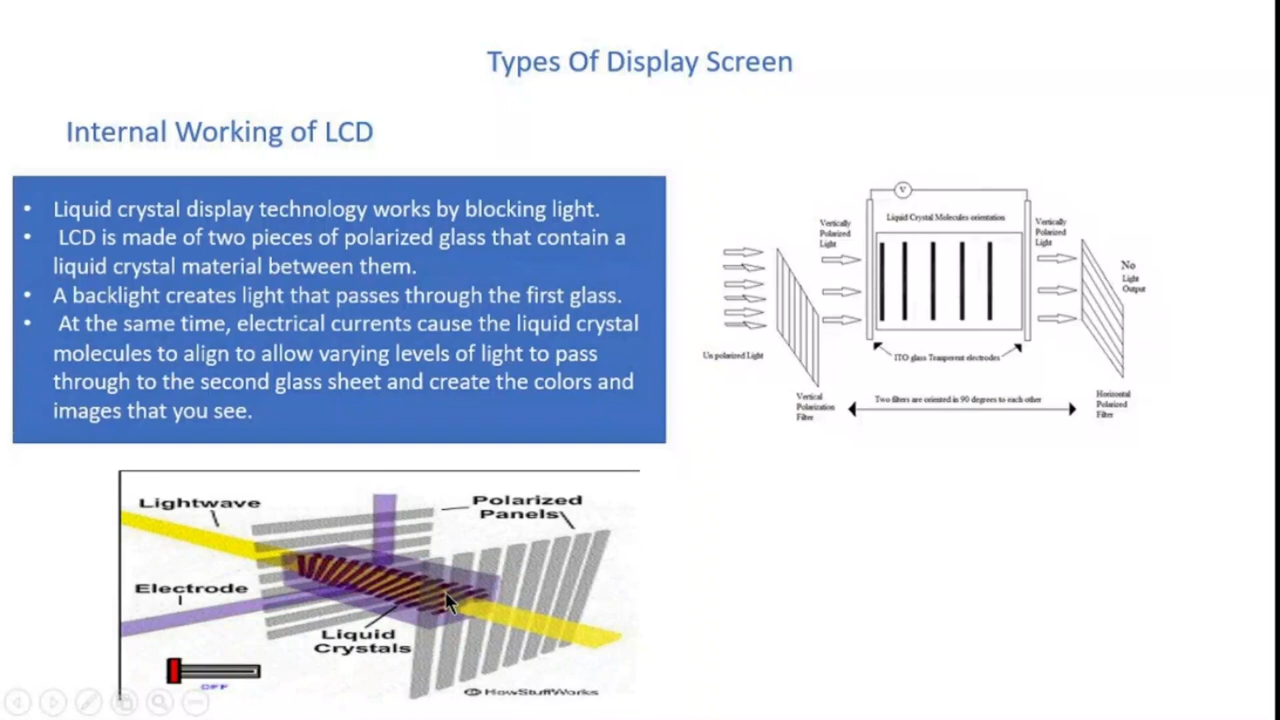 Types Of Display Screen
Internal Working of LCD
• Liquid crystal display technology works by blocking light.
• LCD is made of two pieces of polarized glass that contain a
liquid crystal material between them.
• A backlight creates light that passes through the first glass.
• At the same time, electrical currents cause the liquid crystal
molecules to align to allow varying levels of light to pass
through to the second glass sheet and create the colors and
images that you see.
V
Liquid Crystal Molecules orientation
Vertically
Polarized
Light
Vertically
Polarized
Light
No
Light
Output
Un polarized Light
ITO glass Transperent electrodes
Vertical
Polarization
Filter
Two filters are oriented in 90 degrees to each other
Horizontal
Polarized
Filter
Lightwave
Polarized
Panels
Electrode
Liquid
Crystals
OFF
© HowStuffWorks